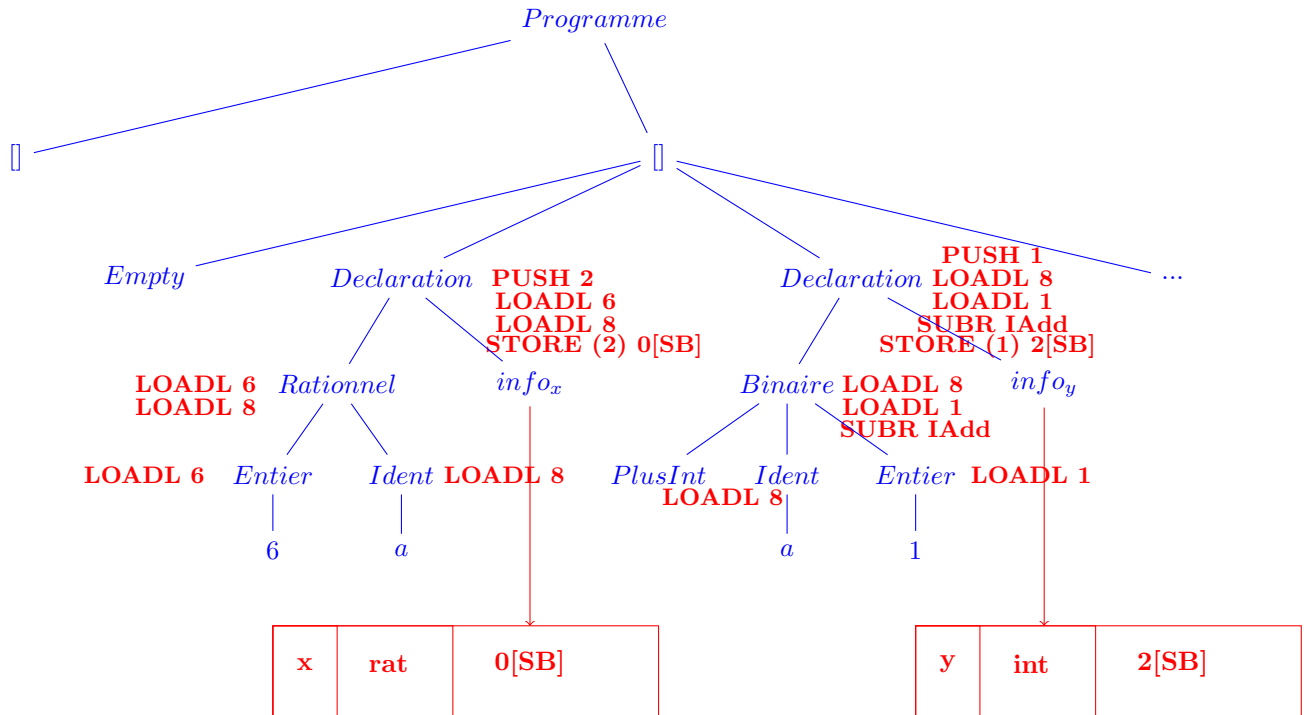 Programme
[] []
Empty Declaration PUSH 2 Declaration PUSH 1 ...
LOADL 6 LOADL 8
LOADL 8 LOADL 1
STORE (2) 0[SB] SUBR IAdd
STORE (1) 2[SB]
LOADL 6 Rationnel info_x Binaire LOADL 8 info_y
LOADL 8 LOADL 1
SUBR IAdd
LOADL 6 Entier Ident LOADL 8 PlusInt Ident Entier LOADL 1
LOADL 8
6 a a 1
x rat 0[SB] y int 2[SB]